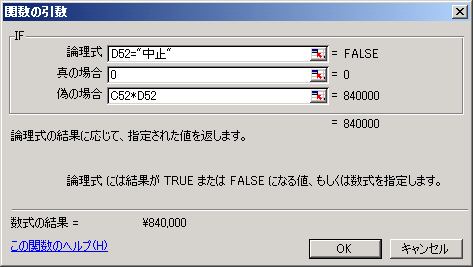 関数の引数
IF
論理式 D52="中止" = FALSE
真の場合 0 = 0
偽の場合 C52*D52 = 840000
= 840000
論理式の結果に応じて、指定された値を返します。
論理式 には結果が TRUE または FALSE になる値、もしくは数式を指定します。
数式の結果 = ¥840,000
この関数のヘルプ(H)
OK キャンセル